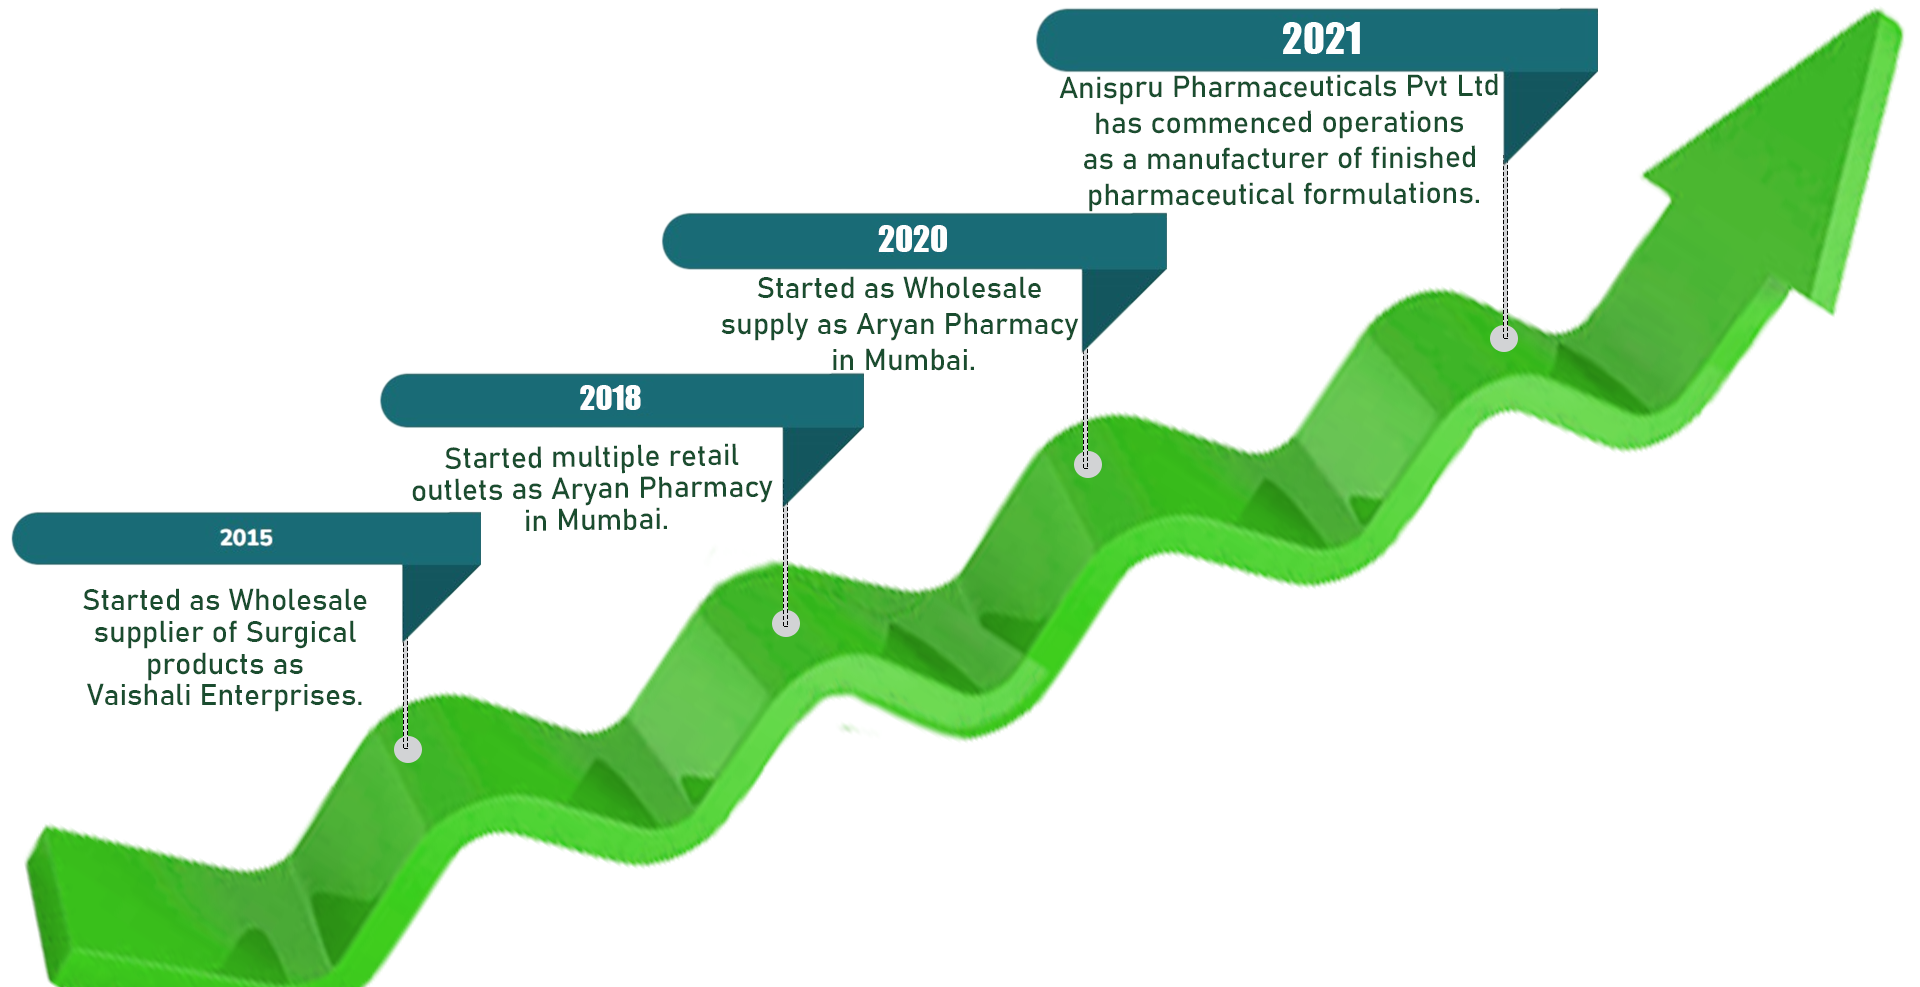 2021
Anispru Pharmaceuticals Pvt Ltd
has commenced operations
as a manufacturer of finished
pharmaceutical formulations.
2020
Started as Wholesale
supply as Aryan Pharmacy
in Mumbai.
2018
Started multiple retail
outlets as Aryan Pharmacy
in Mumbai.
2015
Started as Wholesale
supplier of Surgical
products as
Vaishali Enterprises.